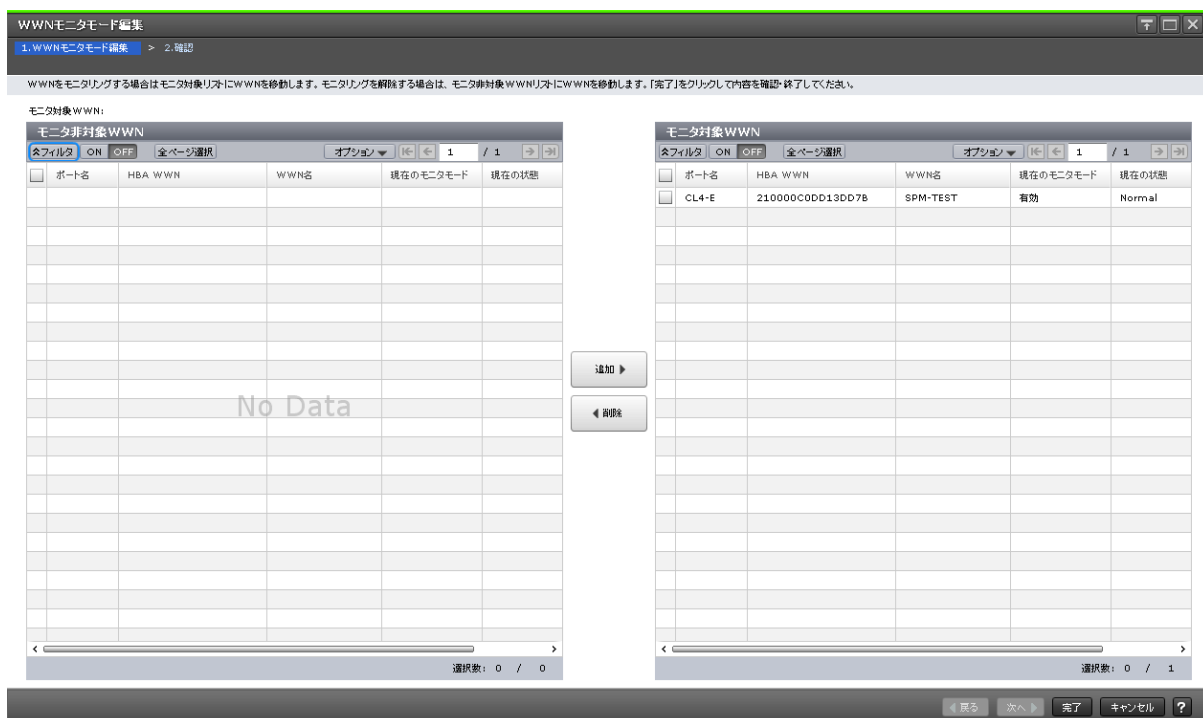 WWNモニタモード編集
1.WWNモニタモード編集 > 2.確認
WWNをモニタリングする場合はモニタ対象リストにWWNを移動します。モニタリングを解除する場合は、モニタ非対象WWNリストにWWNを移動します。「完了」をクリックして内容を確認・終了してください。
モニタ対象WWN:
モニタ非対象WWN
フィルタ ON OFF 全ページ選択 オプション 1 / 1
ポート名 HBA WWN WWN名 現在のモニタモード 現在の状態
No Data
選択数: 0 / 0
追加
削除
モニタ対象WWN
フィルタ ON OFF 全ページ選択 オプション 1 / 1
ポート名 HBA WWN WWN名 現在のモニタモード 現在の状態
CL4-E 210000C0DD13DD7B SPM-TEST 有効 Normal
選択数: 0 / 1
戻る 次へ 完了 キャンセル ?